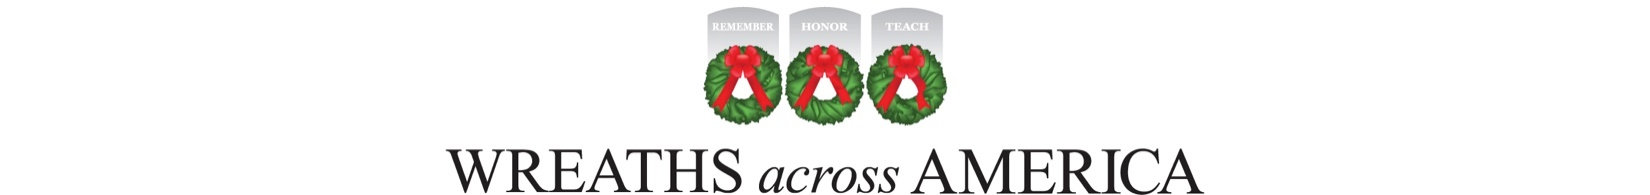 REMEMBER HONOR TEACH
WREATHS across AMERICA